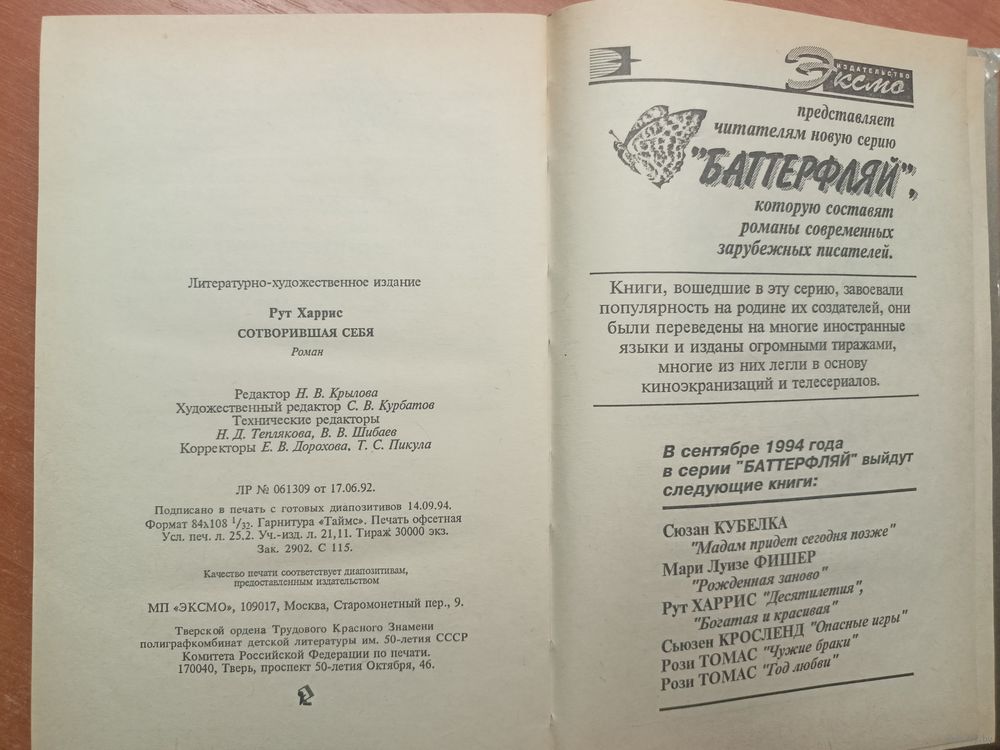 Литературно-художественное издание
Рут Харрис
СОТВОРИВШАЯ СЕБЯ
Роман
Редактор Н. В. Крылова
Художественный редактор С. В. Курбатов
Технические редакторы
Н. Д. Теплякова, В. В. Шибаев
Корректоры Е. В. Дорохова, Т. С. Пикула
ЛР № 061309 от 17.06.92.
Подписано в печать с готовых диапозитивов 14.09.94.
Формат 84х108 1/32. Гарнитура «Таймс». Печать офсетная
Усл. печ. л. 25.2. Уч.-изд. л. 21,11. Тираж 30000 экз.
Зак. 2902. С 115.
Качество печати соответствует диапозитивам,
предоставленным издательством
МП «ЭКСМО», 109017, Москва, Старомонетный пер., 9.
Тверской ордена Трудового Красного Знамени
полиграфкомбинат детской литературы им. 50-летия СССР
Комитета Российской Федерации по печати.
170040, Тверь, проспект 50-летия Октября, 46.
ИЗДАТЕЛЬСТВО
Эксмо
представляет
читателям новую серию
"БАТТЕРФЛЯЙ",
которую составят
романы современных
зарубежных писателей.
Книги, вошедшие в эту серию, завоевали
популярность на родине их создателей, они
были переведены на многие иностранные
языки и изданы огромными тиражами,
многие из них легли в основу
киноэкранизаций и телесериалов.
В сентябре 1994 года
в серии "БАТТЕРФЛЯЙ" выйдут
следующие книги:
Сюзан КУБЕЛКА
"Мадам придет сегодня позже"
Мари Луизе ФИШЕР
"Рожденная заново"
Рут ХАРРИС "Десятилетия",
"Богатая и красивая"
Сьюзен КРОСЛЕНД "Опасные игры"
Рози ТОМАС "Чужие браки"
Рози ТОМАС "Год любви"